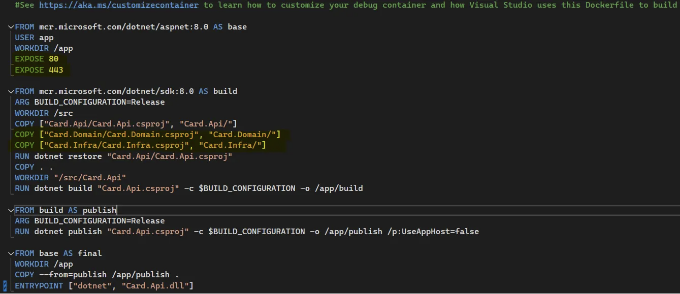 #See https://aka.ms/customizecontainer to learn how to customize your debug container and how Visual Studio uses this Dockerfile to build
FROM mcr.microsoft.com/dotnet/aspnet:8.0 AS base
USER app
WORKDIR /app
EXPOSE 80
EXPOSE 443
FROM mcr.microsoft.com/dotnet/sdk:8.0 AS build
ARG BUILD_CONFIGURATION=Release
WORKDIR /src
COPY ["Card.Api/Card.Api.csproj", "Card.Api/"]
COPY ["Card.Domain/Card.Domain.csproj", "Card.Domain/"]
COPY ["Card.Infra/Card.Infra.csproj", "Card.Infra/"]
RUN dotnet restore "Card.Api/Card.Api.csproj"
COPY . .
WORKDIR "/src/Card.Api"
RUN dotnet build "Card.Api.csproj" -c $BUILD_CONFIGURATION -o /app/build
FROM build AS publish
ARG BUILD_CONFIGURATION=Release
RUN dotnet publish "Card.Api.csproj" -c $BUILD_CONFIGURATION -o /app/publish /p:UseAppHost=false
FROM base AS final
WORKDIR /app
COPY --from=publish /app/publish .
ENTRYPOINT ["dotnet", "Card.Api.dll"]